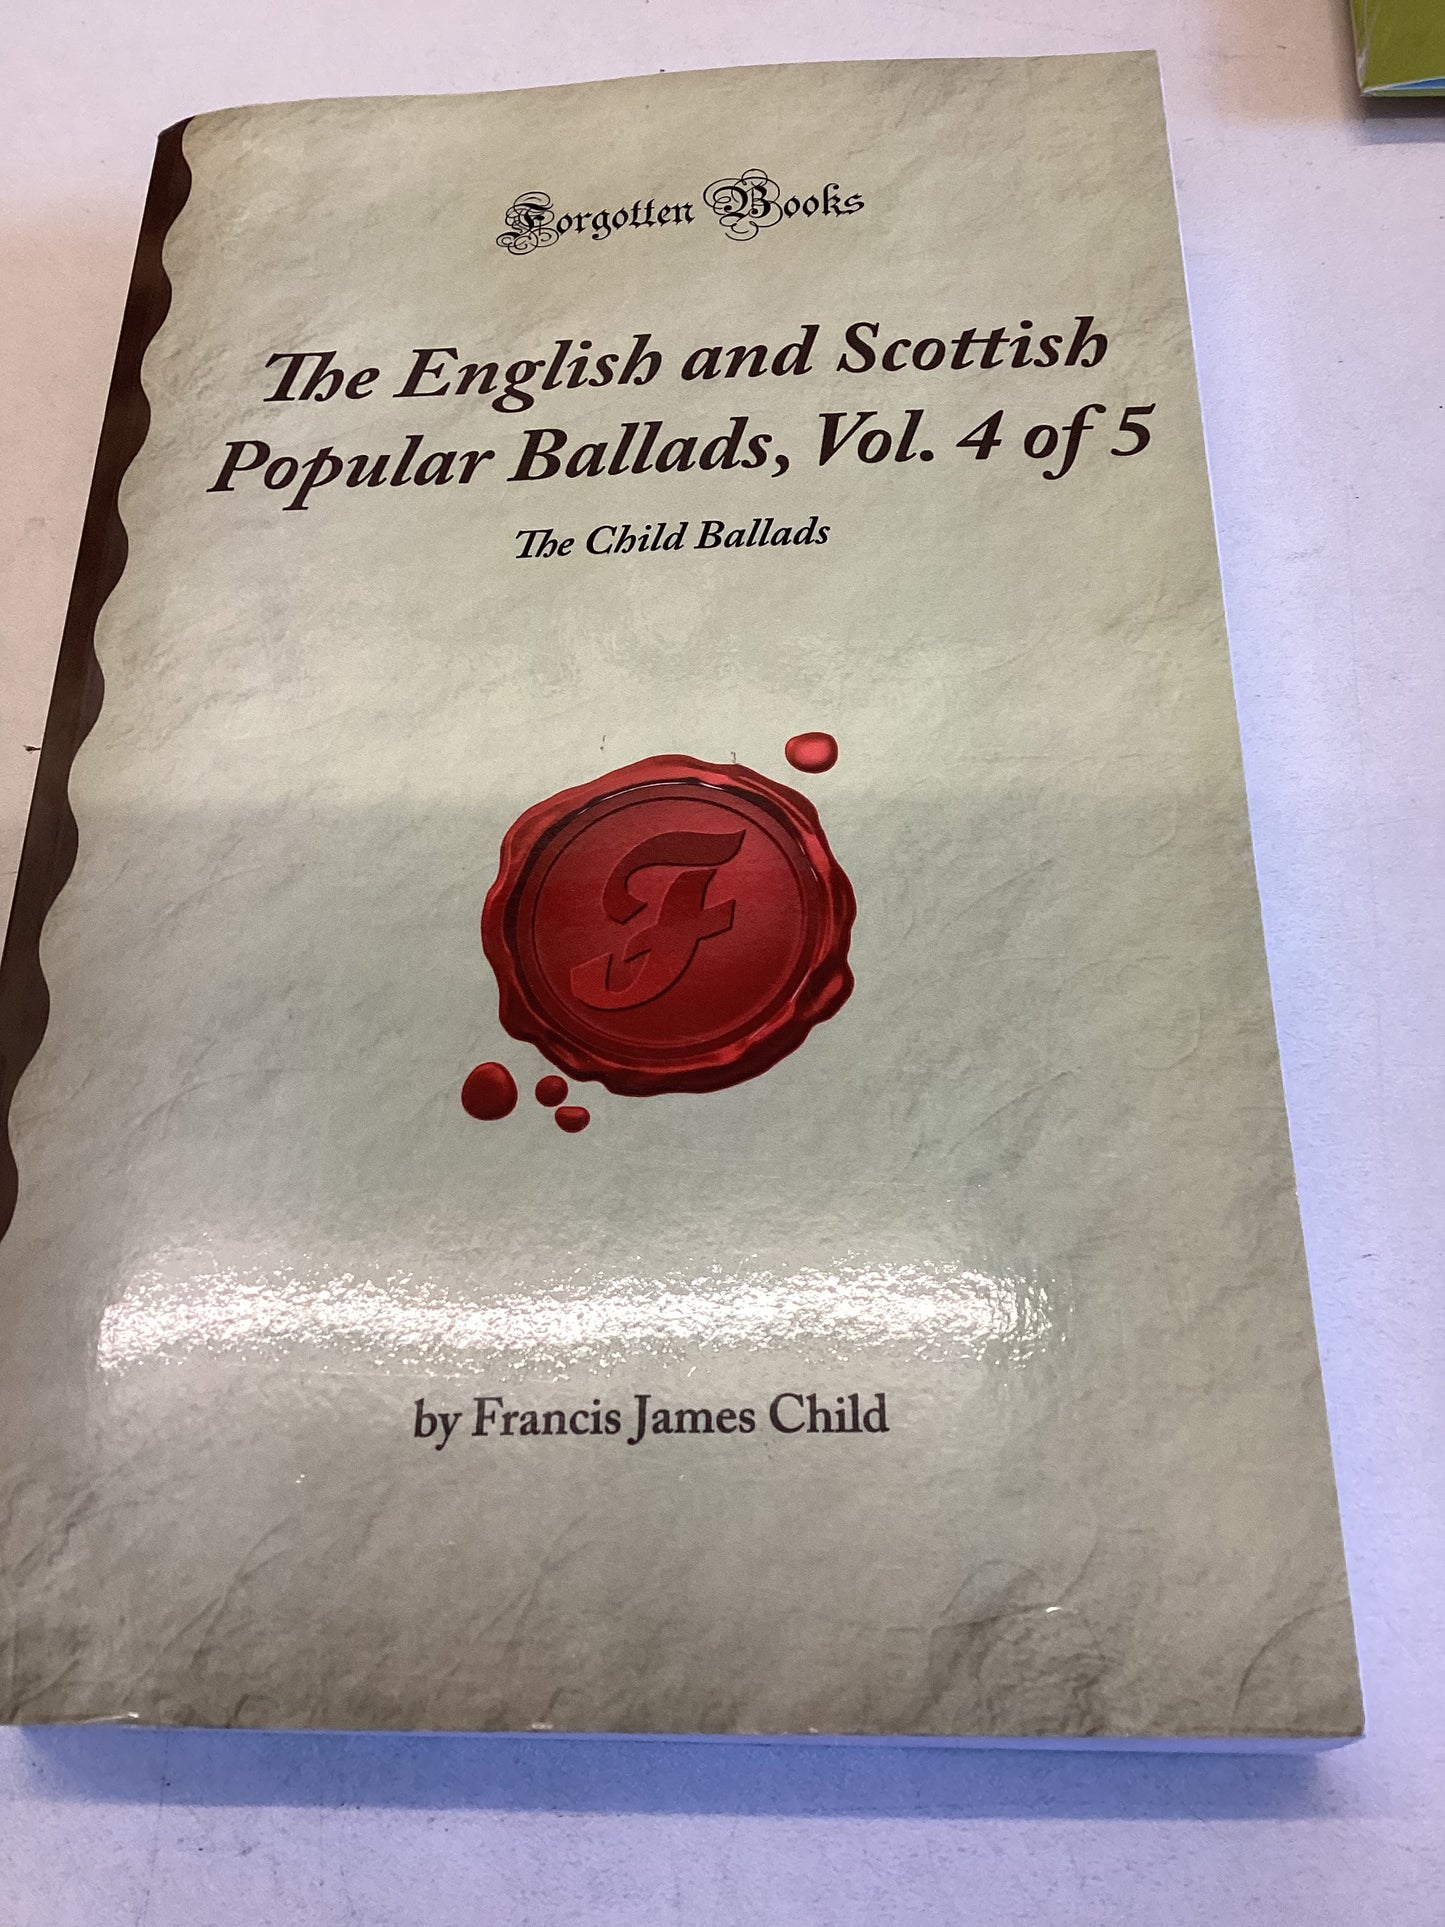 Forgotten Books
The English and Scottish
Popular Ballads, Vol. 4 of 5
The Child Ballads
F
by Francis James Child